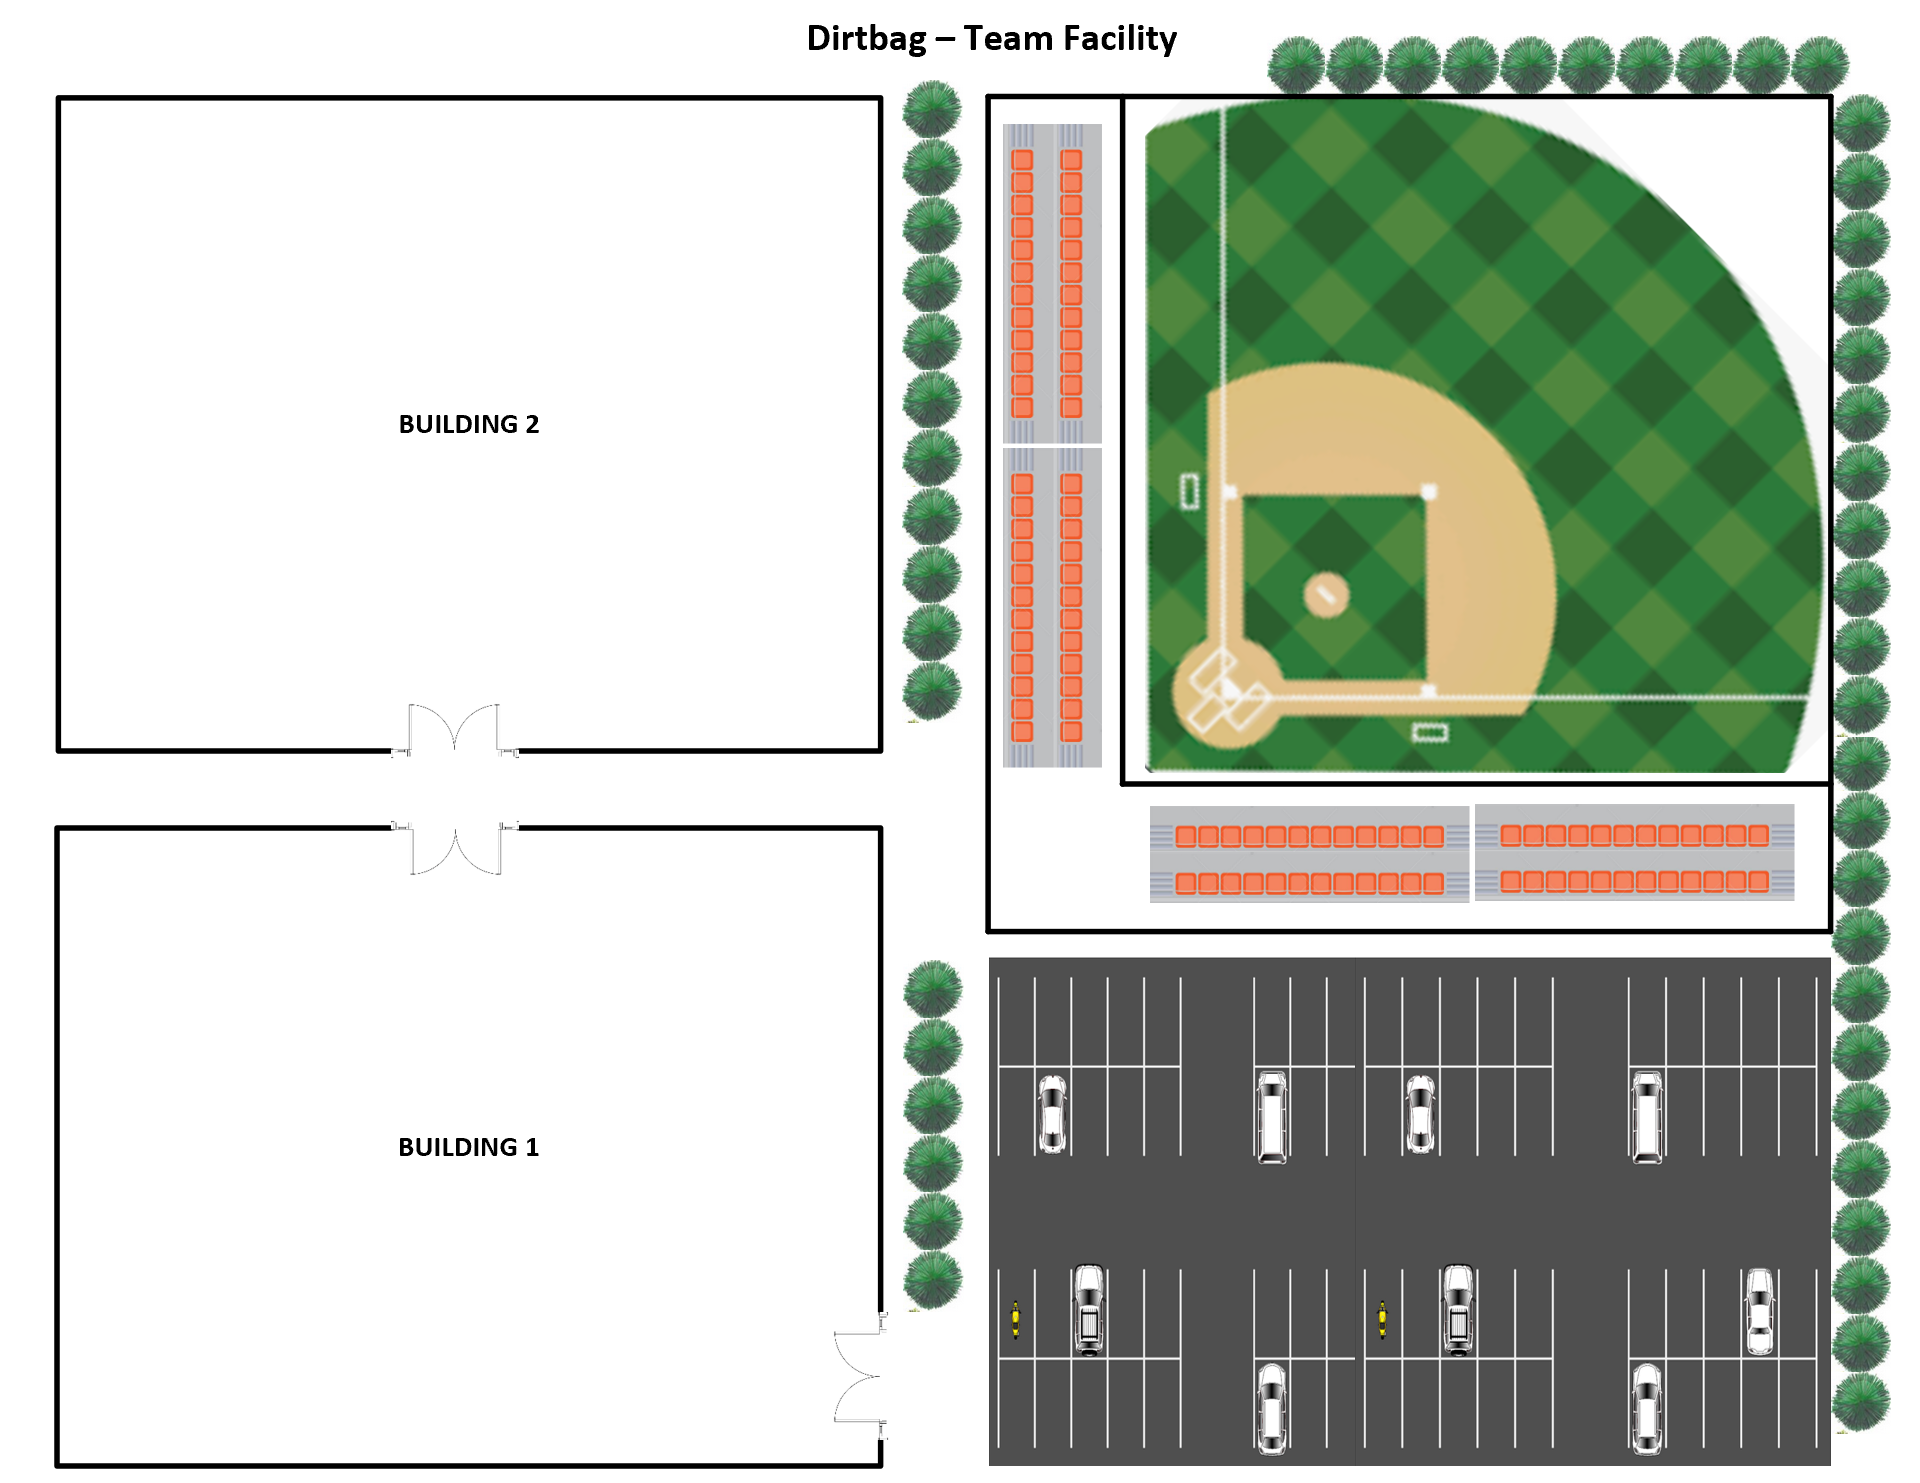 Dirtbag – Team Facility
BUILDING 2
BUILDING 1